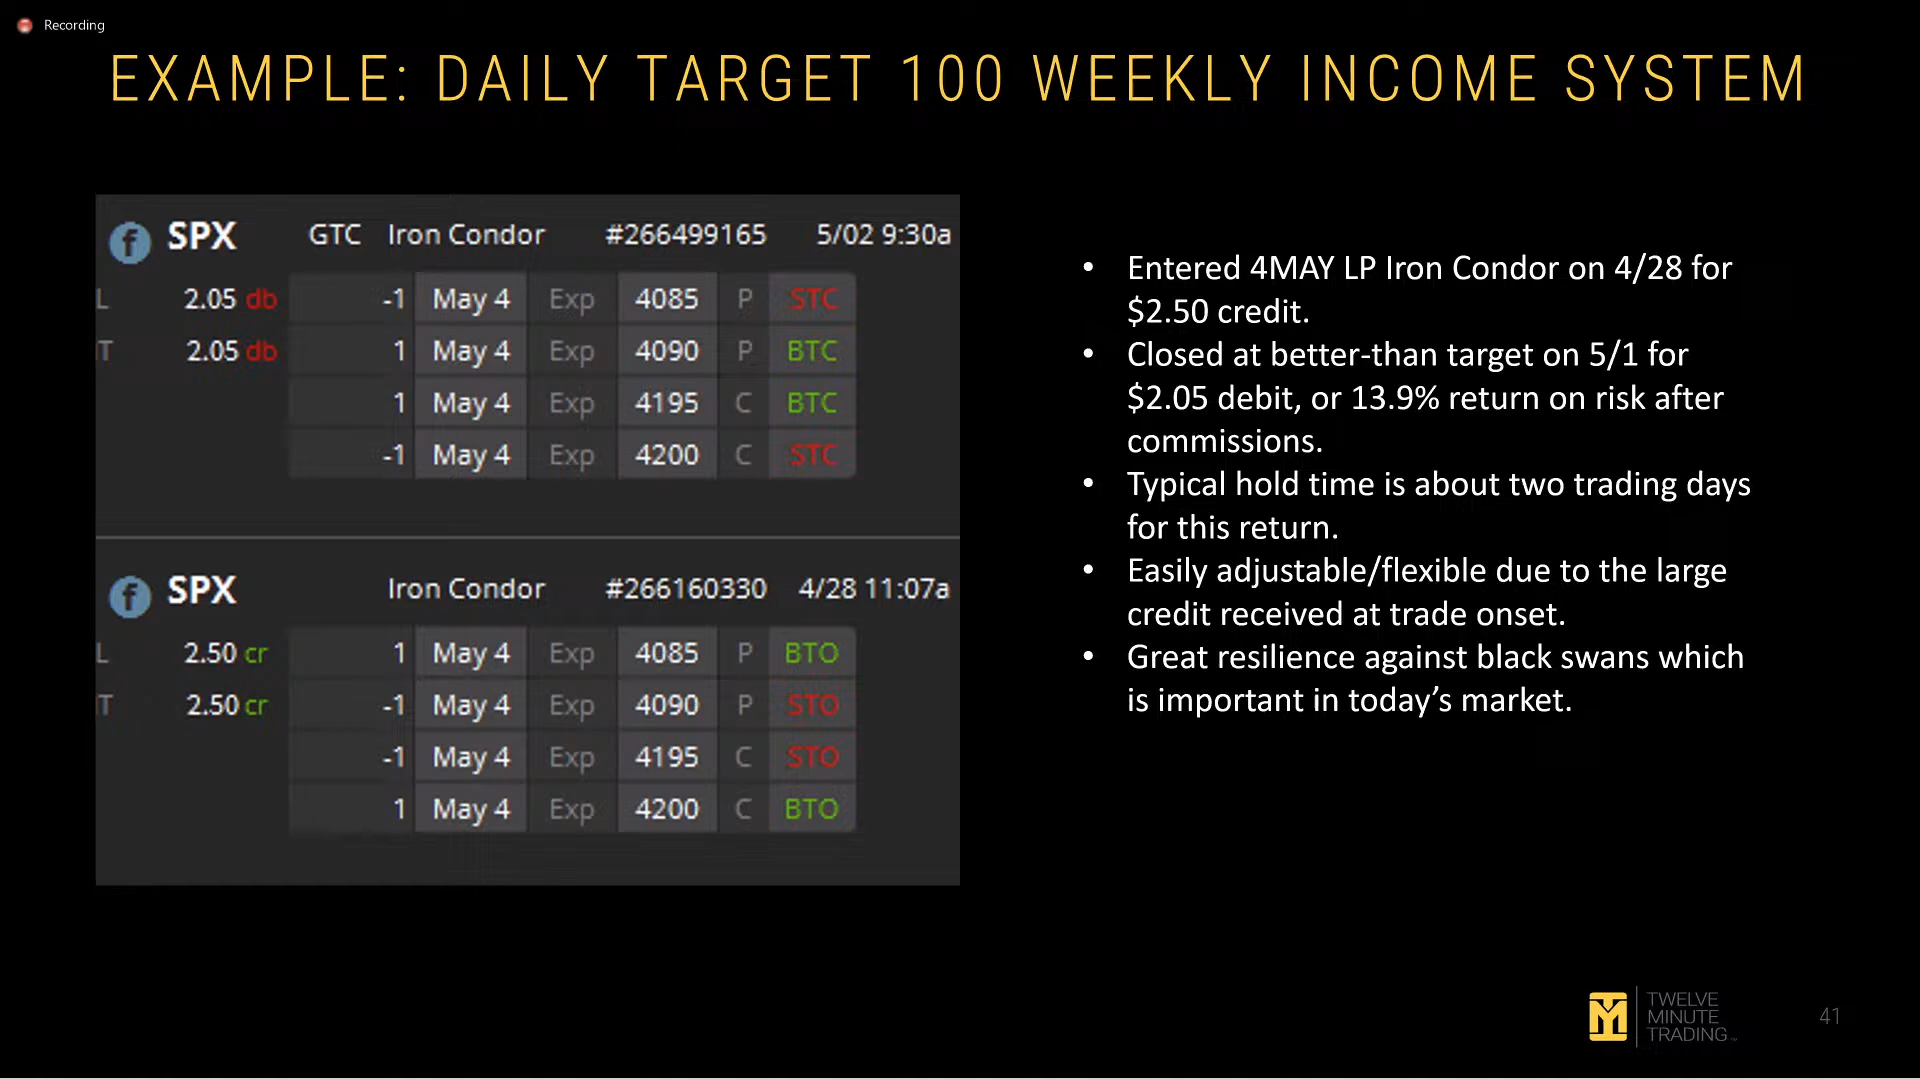 Recording
EXAMPLE: DAILY TARGET 100 WEEKLY INCOME SYSTEM
f SPX GTC Iron Condor #266499165 5/02 9:30a
L 2.05 db -1 May 4 Exp 4085 P STC
T 2.05 db 1 May 4 Exp 4090 P BTC
1 May 4 Exp 4195 C BTC
-1 May 4 Exp 4200 C STC
f SPX Iron Condor #266160330 4/28 11:07a
L 2.50 cr 1 May 4 Exp 4085 P BTO
T 2.50 cr -1 May 4 Exp 4090 P STO
-1 May 4 Exp 4195 C STO
1 May 4 Exp 4200 C BTO
• Entered 4MAY LP Iron Condor on 4/28 for
$2.50 credit.
• Closed at better-than target on 5/1 for
$2.05 debit, or 13.9% return on risk after
commissions.
• Typical hold time is about two trading days
for this return.
• Easily adjustable/flexible due to the large
credit received at trade onset.
• Great resilience against black swans which
is important in today’s market.
TWELVE
MINUTE
TRADING
41